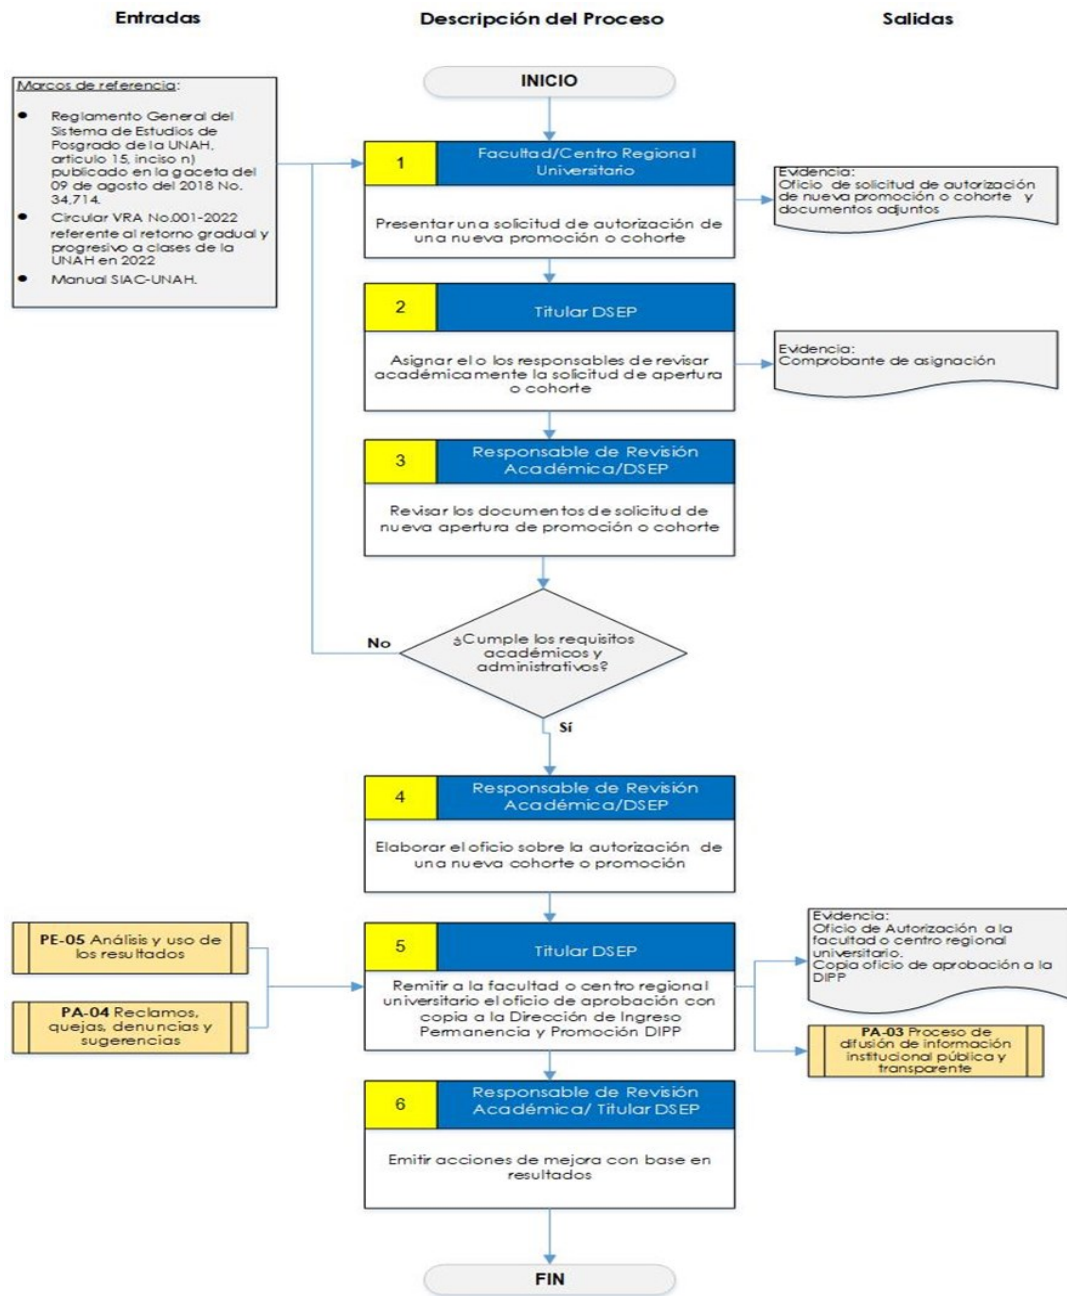 Entradas
Descripción del Proceso
Salidas
INICIO
Marcos de referencia:
● Reglamento General del
Sistema de Estudios de
Posgrado de la UNAH,
articulo 15, inciso n)
publicado en la gaceta del
09 de agosto del 2018 No.
34,714.
● Circular VRA No.001-2022
referente al retorno gradual y
progresivo a clases de la
UNAH en 2022
● Manual SIAC-UNAH.
1
Facultad/Centro Regional
Universitario
Presentar una solicitud de autorización de
una nueva promoción o cohorte
Evidencia:
Oficio de solicitud de autorización
de nueva promoción o cohorte y
documentos adjuntos
2
Titular DSEP
Asignar el o los responsables de revisar
académicamente la solicitud de apertura
o cohorte
Evidencia:
Comprobante de asignación
3
Responsable de Revisión
Académica/DSEP
Revisar los documentos de solicitud de
nueva apertura de promoción o cohorte
No
¿Cumple los requisitos
académicos y
administrativos?
Sí
4
Responsable de Revisión
Académica/DSEP
Elaborar el oficio sobre la autorización de
una nueva cohorte o promoción
PE-05 Análisis y uso de
los resultados
PA-04 Reclamos,
quejas, denuncias y
sugerencias
5
Titular DSEP
Remitir a la facultad o centro regional
universitario el oficio de aprobación con
copia a la Dirección de Ingreso
Permanencia y Promoción DIPP
Evidencia:
Oficio de Autorización a la
facultad o centro regional
universitario.
Copia oficio de aprobación a la
DIPP
PA-03 Proceso de
difusión de información
institucional pública y
transparente
6
Responsable de Revisión
Académica/ Titular DSEP
Emitir acciones de mejora con base en
resultados
FIN